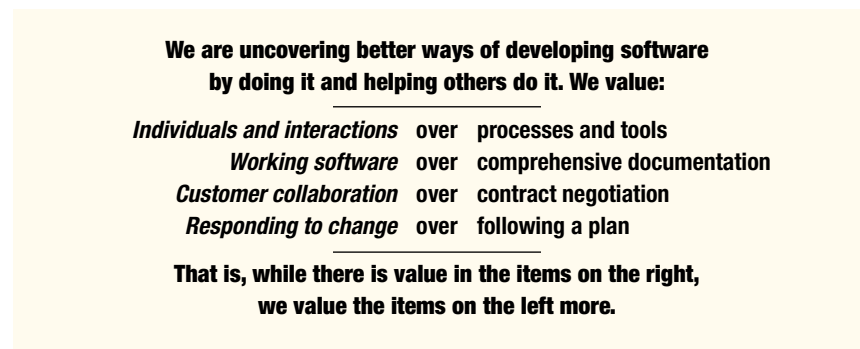 We are uncovering better ways of developing software
by doing it and helping others do it. We value:
Individuals and interactions over processes and tools
Working software over comprehensive documentation
Customer collaboration over contract negotiation
Responding to change over following a plan
That is, while there is value in the items on the right,
we value the items on the left more.